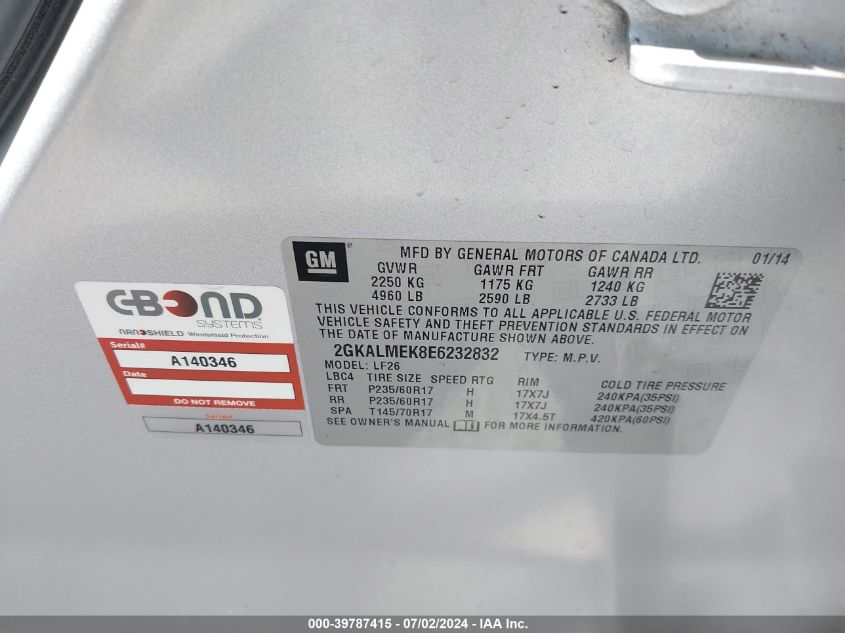 GM
MFD BY GENERAL MOTORS OF CANADA LTD. 01/14
GVWR GAWR FRT GAWR RR
2250 KG 1175 KG 1240 KG
4960 LB 2590 LB 2733 LB
THIS VEHICLE CONFORMS TO ALL APPLICABLE U.S. FEDERAL MOTOR
VEHICLE SAFETY AND THEFT PREVENTION STANDARDS IN EFFECT ON
THE DATE OF MANUFACTURE SHOWN ABOVE.
2GKALMEK8E6232832 TYPE: M.P.V.
MODEL: LF26
LBC4 TIRE SIZE SPEED RTG RIM COLD TIRE PRESSURE
FRT P235/60R17 H 17X7J 240KPA(35PSI)
RR P235/60R17 H 17X7J 240KPA(35PSI)
SPA T145/70R17 M 17X4.5T 420KPA(60PSI)
SEE OWNER'S MANUAL FOR MORE INFORMATION.
C-BOND
SYSTEMS
NANOSHIELD Windshield Protection
Serial#
A140346
Date:
DO NOT REMOVE
Serial#
A140346
000-39787415 - 07/02/2024 - IAA Inc.